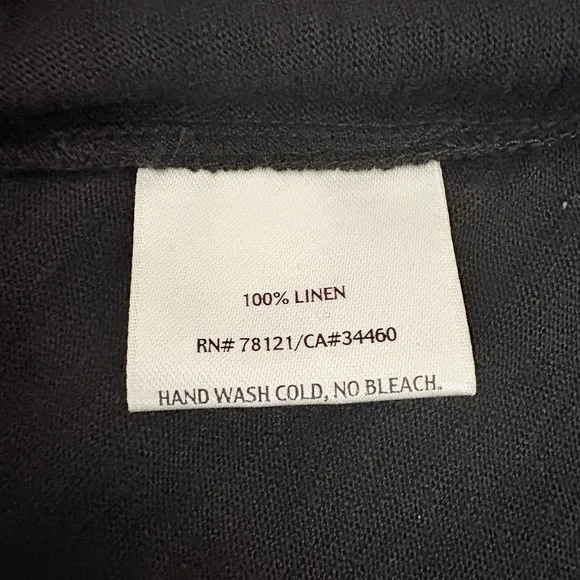 100% LINEN
RN# 78121/CA#34460
HAND WASH COLD, NO BLEACH.